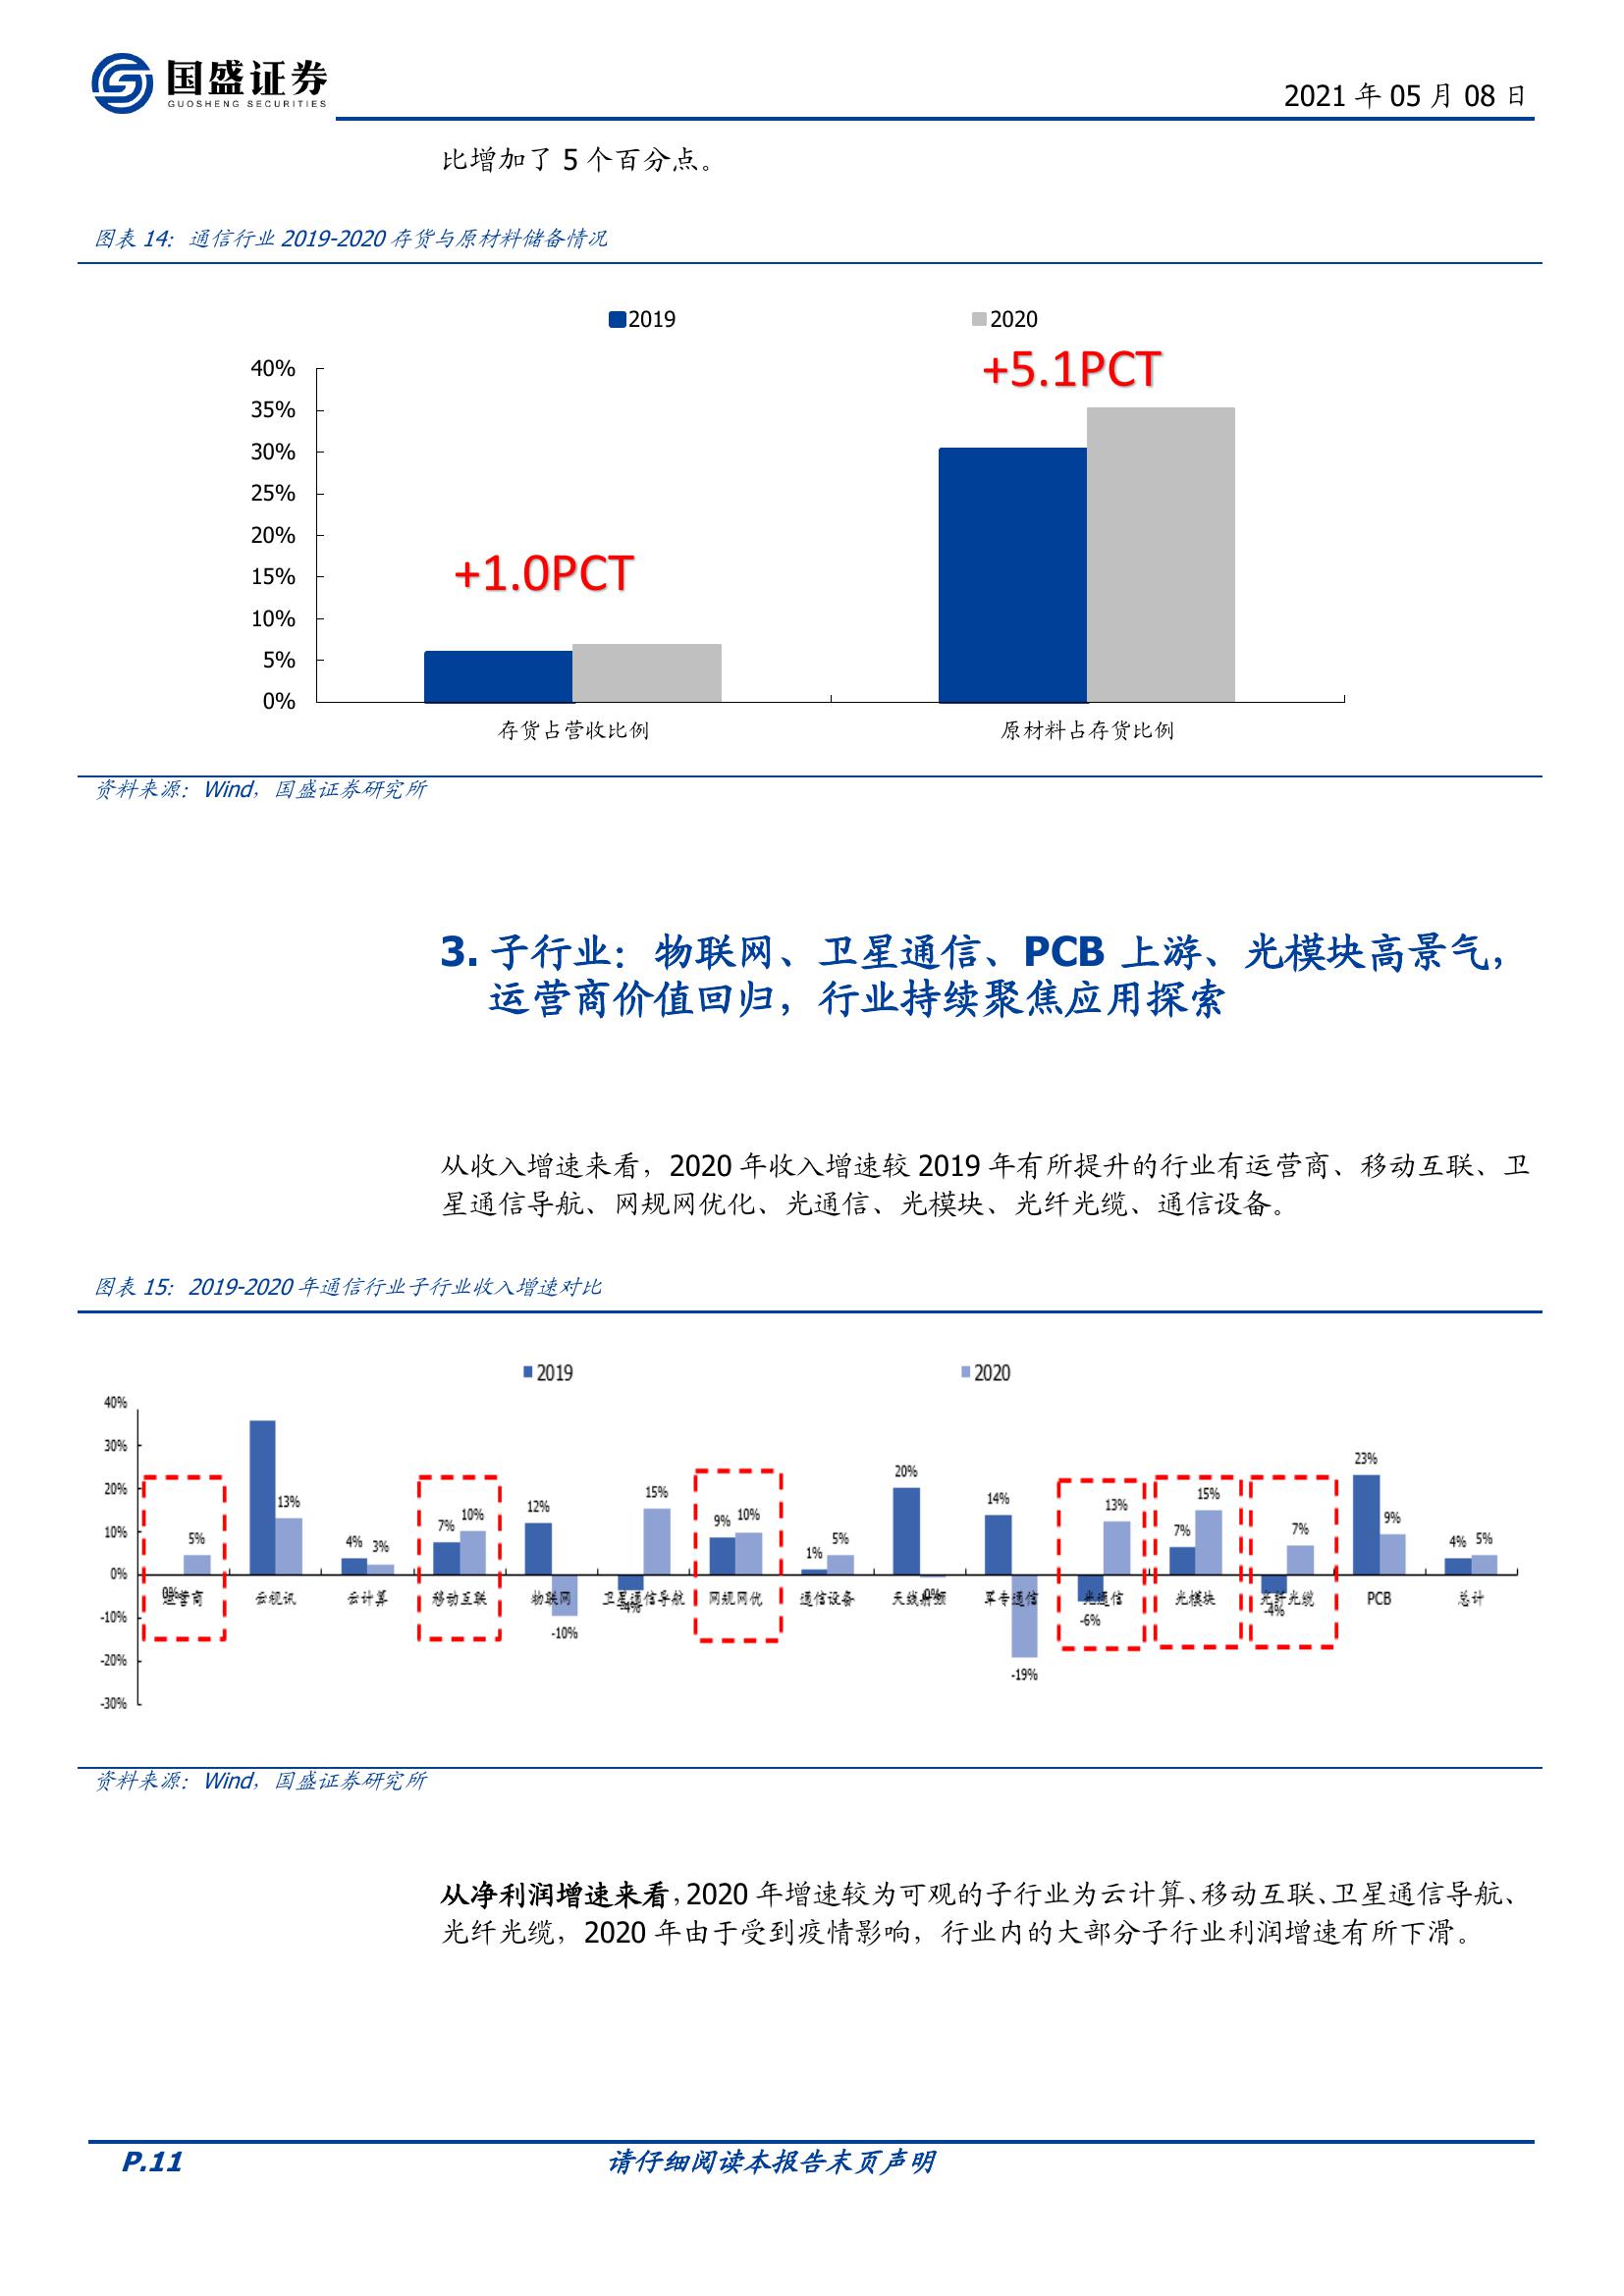 国盛证券
GUOSHENG SECURITIES
2021 年 05 月 08 日
比增加了 5 个百分点。
图表 14：通信行业 2019-2020 存货与原材料储备情况
2019 2020
+5.1PCT
40%
35%
30%
25%
20%
+1.0PCT
15%
10%
5%
0%
存货占营收比例 原材料占存货比例
资料来源：Wind，国盛证券研究所
3. 子行业：物联网、卫星通信、PCB 上游、光模块高景气，
运营商价值回归，行业持续聚焦应用探索
从收入增速来看，2020 年收入增速较 2019 年有所提升的行业有运营商、移动互联、卫
星通信导航、网规网优化、光通信、光模块、光纤光缆、通信设备。
图表 15：2019-2020 年通信行业子行业收入增速对比
2019 2020
40%
30%
20%
10%
0%
-10%
-20%
-30%
0% 5% 13% 4% 3% 7% 10% 12% -10% -4% 15% 9% 10% 1% 5% 20% 0% 14% -19% -6% 13% 7% 15% -4% 7% 23% 9% 4% 5%
运营商 云视讯 云计算 移动互联 物联网 卫星通信导航 网规网优 通信设备 天线射频 军专通信 光通信 光模块 光纤光缆 PCB 总计
资料来源：Wind，国盛证券研究所
从净利润增速来看，2020 年增速较为可观的子行业为云计算、移动互联、卫星通信导航、
光纤光缆，2020 年由于受到疫情影响，行业内的大部分子行业利润增速有所下滑。
P.11 请仔细阅读本报告末页声明